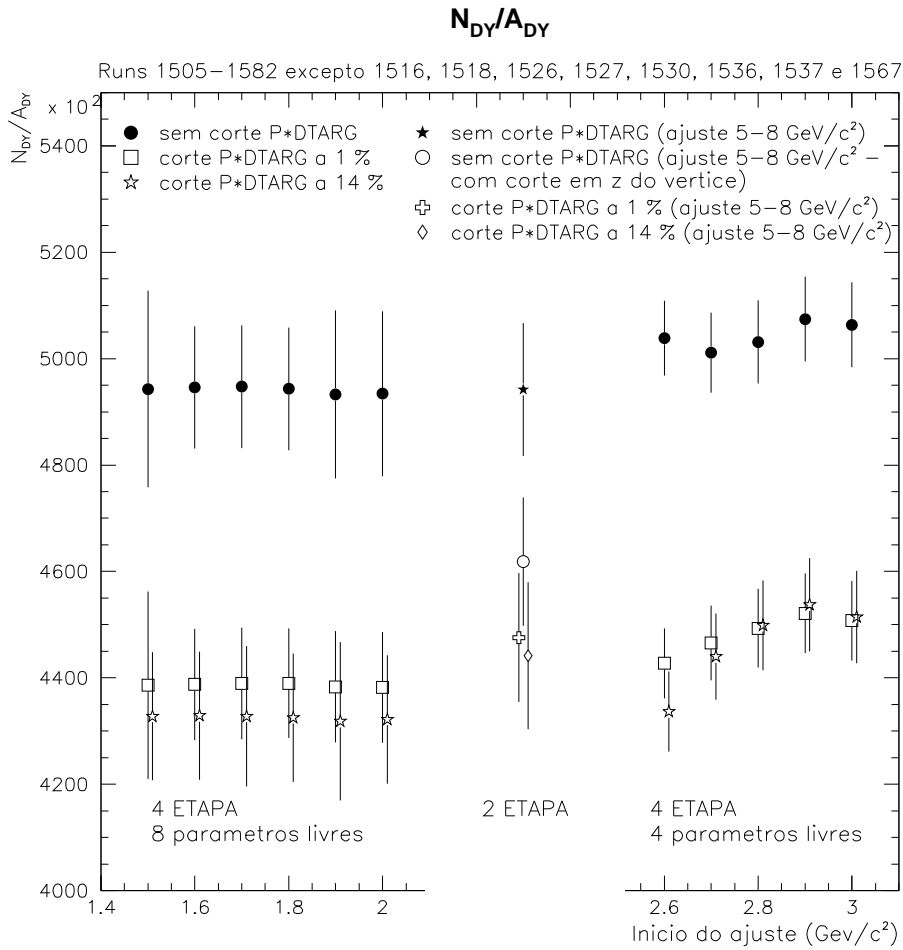 N_DY/A_DY
Runs 1505−1582 excepto 1516, 1518, 1526, 1527, 1530, 1536, 1537 e 1567
N_DY/A_DY
x 10²
sem corte P*DTARG
corte P*DTARG a 1 %
corte P*DTARG a 14 %
sem corte P*DTARG (ajuste 5−8 GeV/c²)
sem corte P*DTARG (ajuste 5−8 GeV/c² −
com corte em z do vertice)
corte P*DTARG a 1 % (ajuste 5−8 GeV/c²)
corte P*DTARG a 14 % (ajuste 5−8 GeV/c²)
5400
5200
5000
4800
4600
4400
4200
4000
4 ETAPA
8 parametros livres
2 ETAPA
4 ETAPA
4 parametros livres
1.4 1.6 1.8 2 2.6 2.8 3
Inicio do ajuste (Gev/c²)